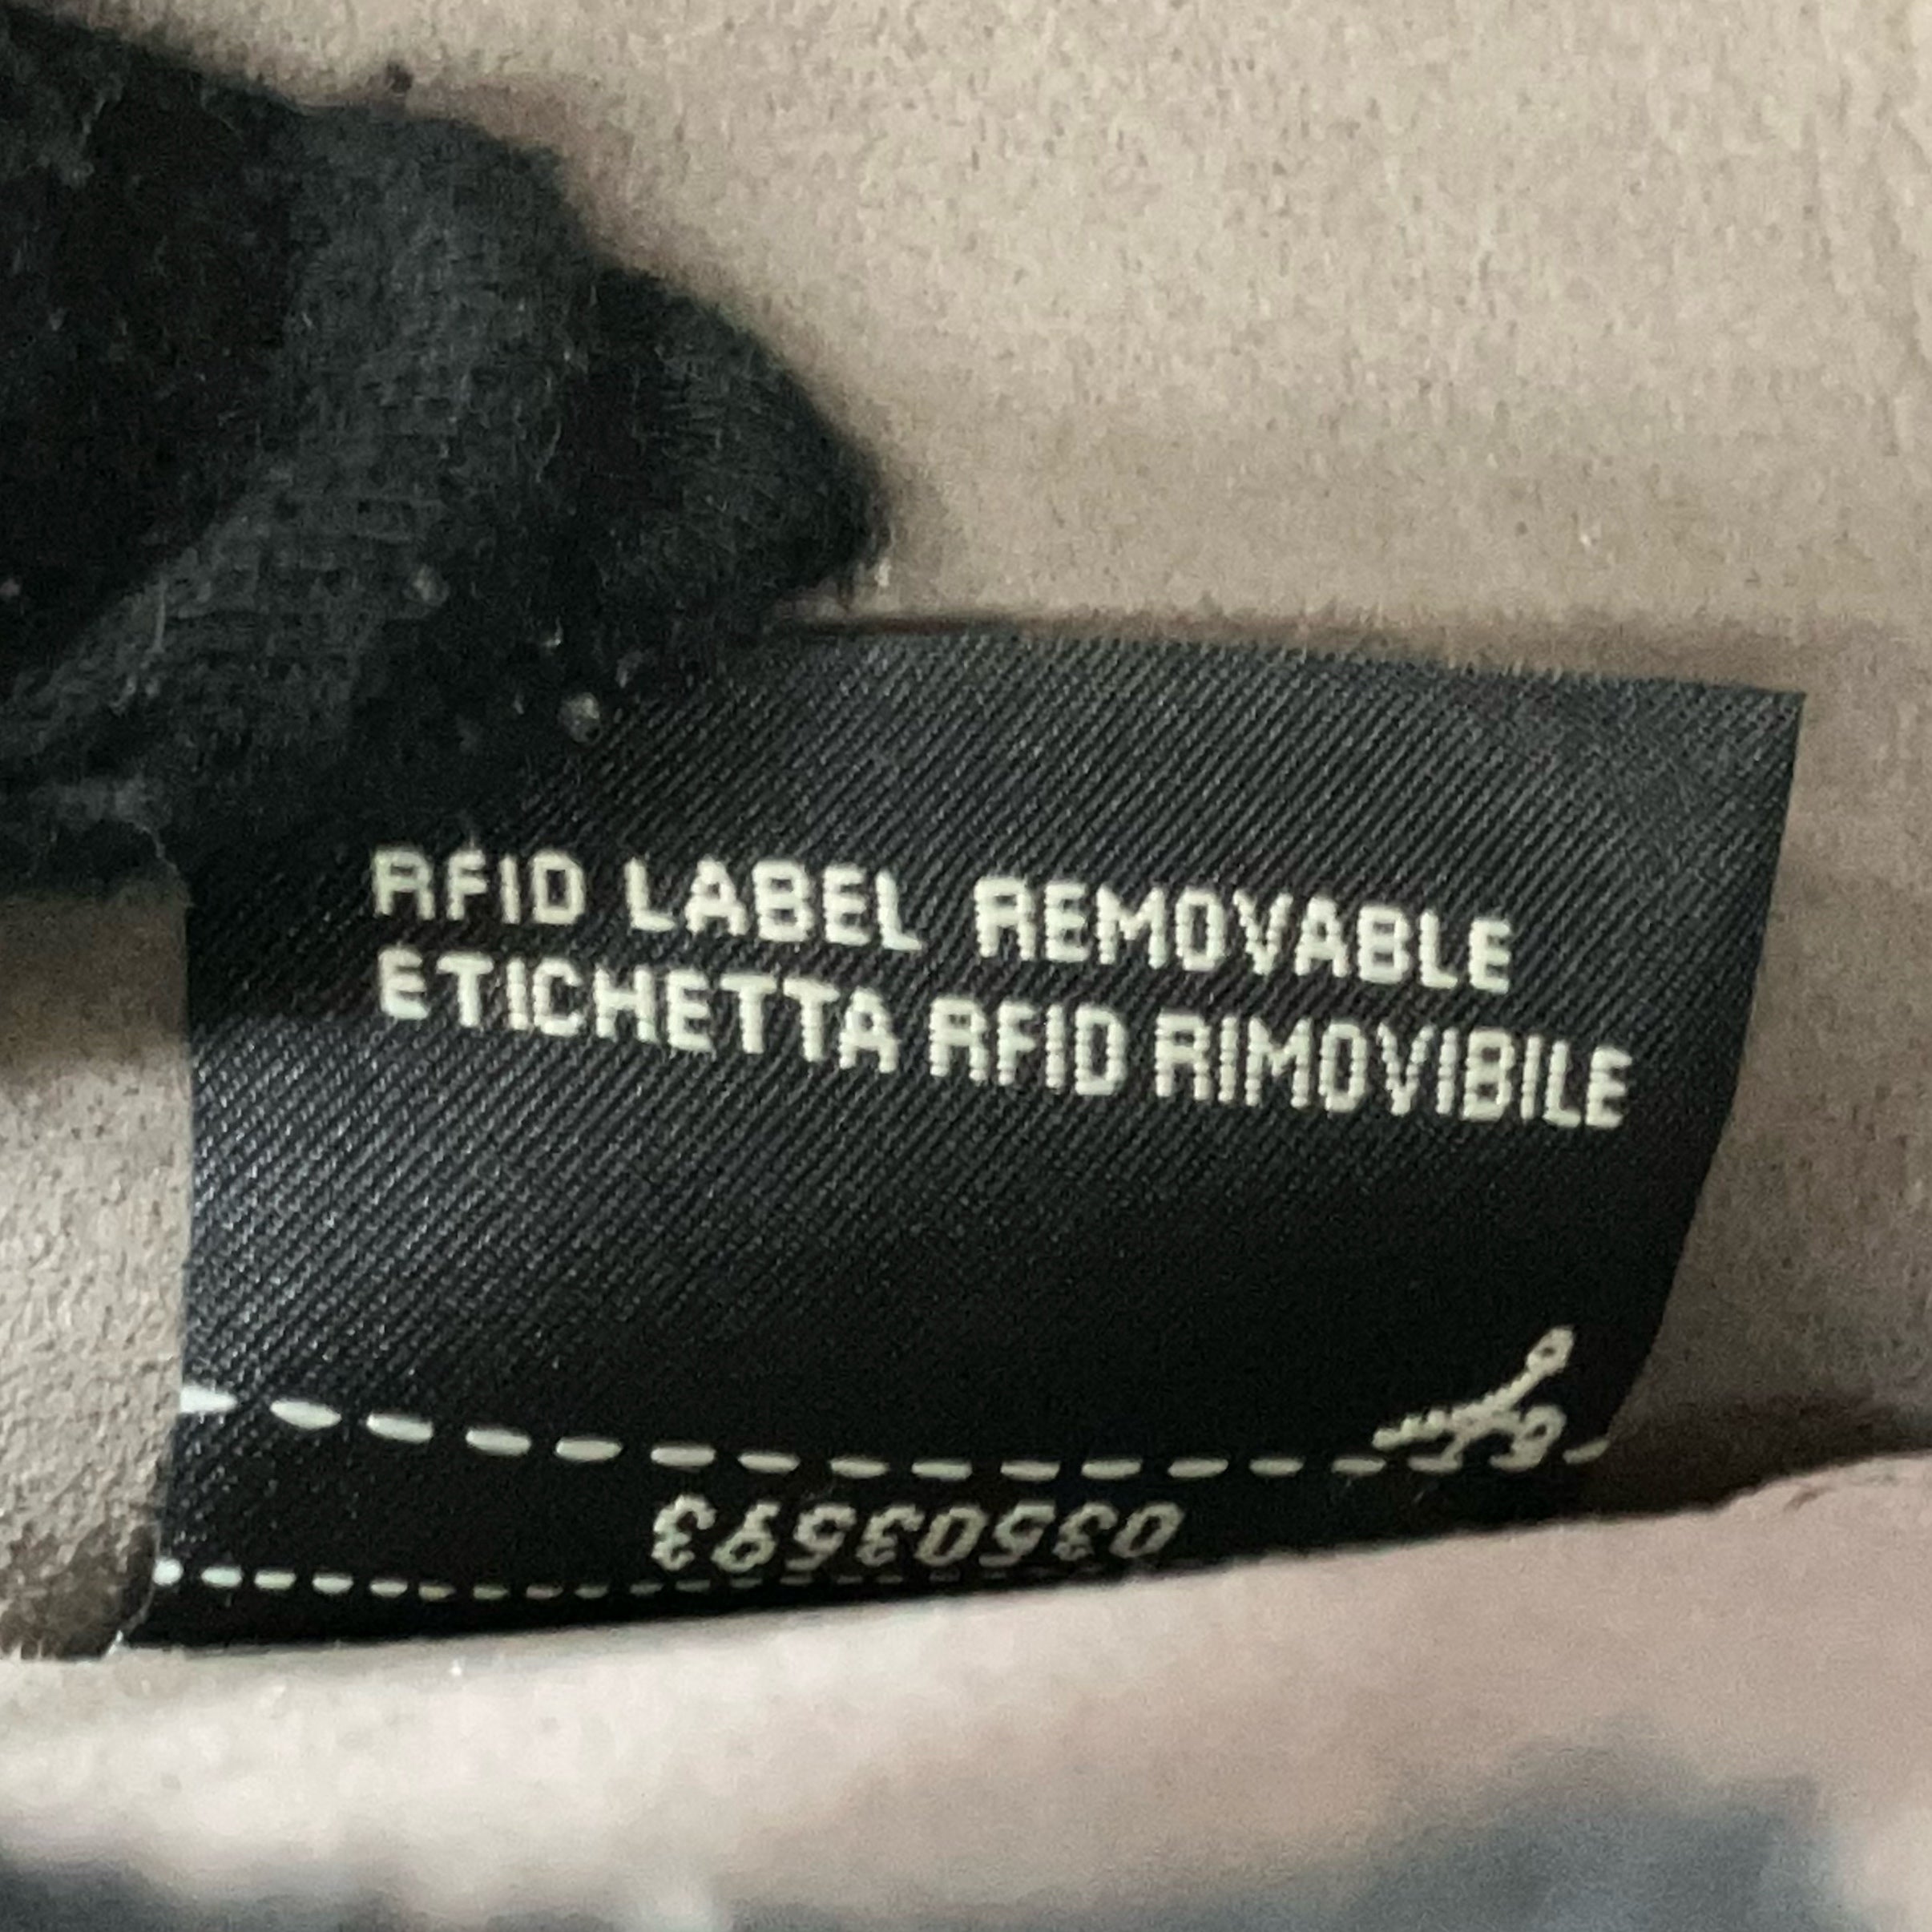 RFID LABEL REMOVABLE
ETICHETTA RFID RIMOVIBILE
03503593